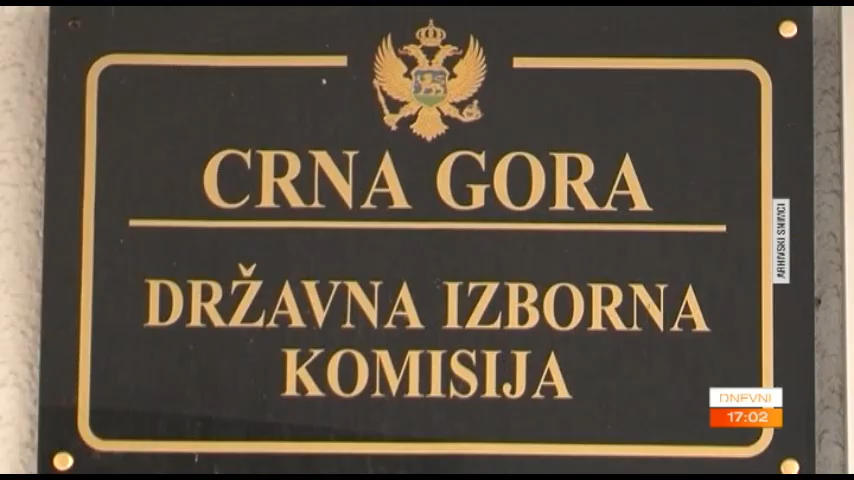 CRNA GORA
DRŽAVNA IZBORNA
KOMISIJA
ARHIVSKI SNIMCI
DNEVNI
17:02